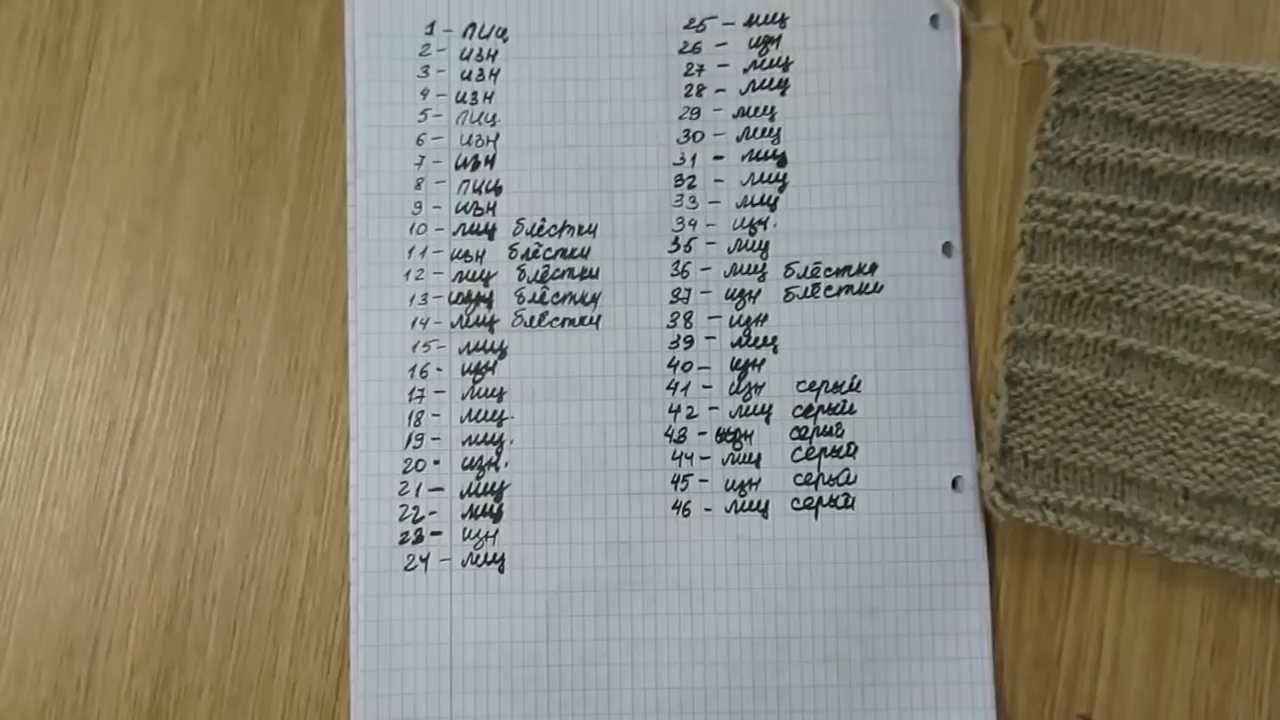 1 - лиц
2 - изн
3 - изн
4 - изн
5 - лиц
6 - изн
7 - изн
8 - лиц
9 - изн
10 - лиц блёстки
11 - изн блёстки
12 - лиц блёстки
13 - изн блёстки
14 - лиц блёстки
15 - лиц
16 - изн
17 - лиц
18 - лиц.
19 - лиц.
20 - изн.
21 - лиц
22 - лиц
23 - изн
24 - лиц
25 - лиц
26 - изн
27 - лиц
28 - лиц
29 - лиц
30 - лиц
31 - лиц
32 - лиц
33 - лиц
34 - изн.
35 - лиц
36 - лиц блёстки
37 - изн блёстки
38 - изн
39 - лиц
40 - изн
41 - изн серый
42 - лиц серый
43 - изн серый
44 - лиц серый
45 - изн серый
46 - лиц серый